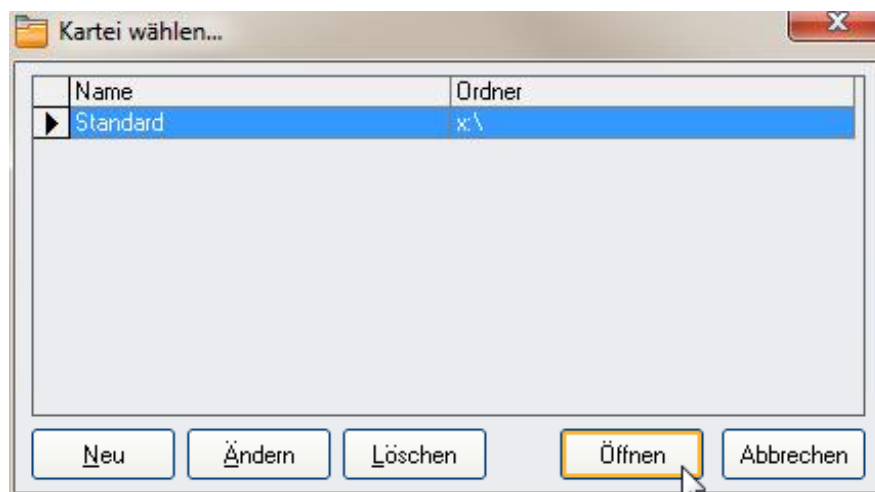 Kartei wählen...
Name Ordner
Standard x:\
Neu Ändern Löschen Öffnen Abbrechen